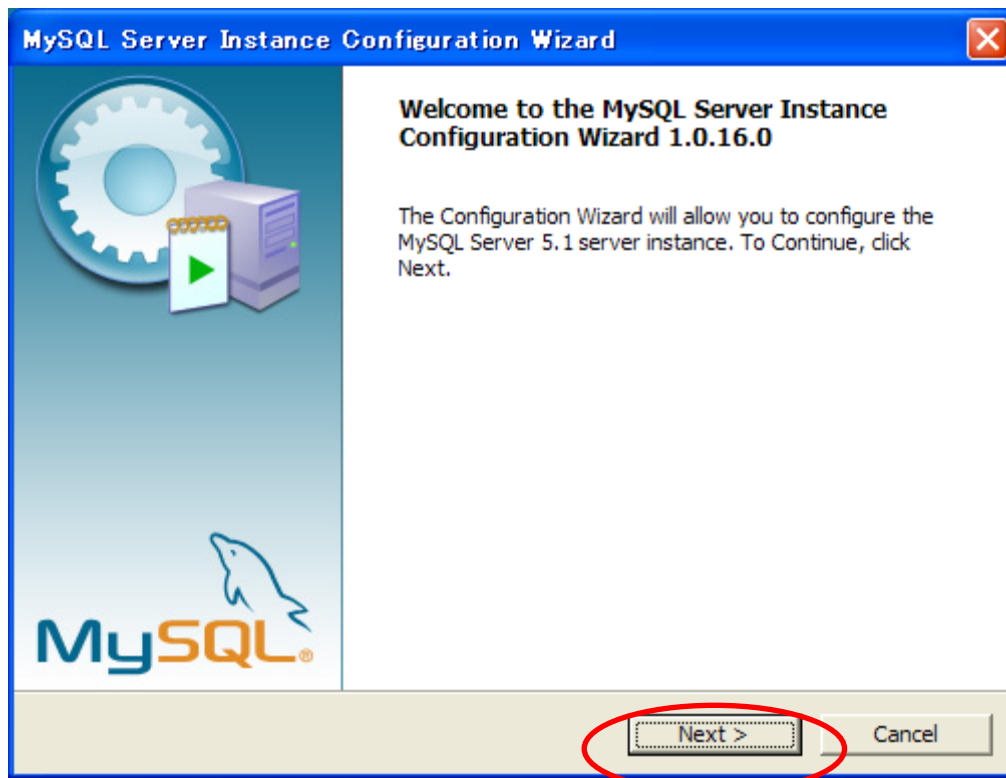 MySQL Server Instance Configuration Wizard
Welcome to the MySQL Server Instance
Configuration Wizard 1.0.16.0
The Configuration Wizard will allow you to configure the
MySQL Server 5.1 server instance. To Continue, click
Next.
MySQL®
Next >
Cancel